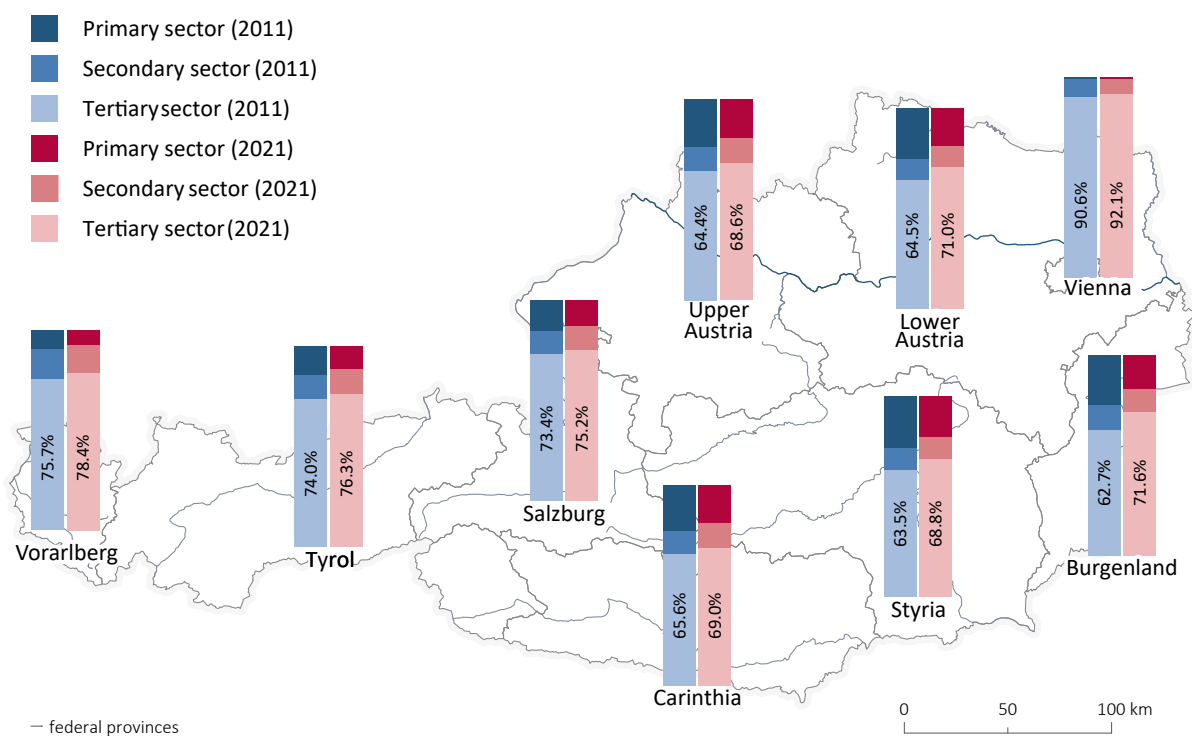 Primary sector (2011)
Secondary sector (2011)
Tertiary sector (2011)
Primary sector (2021)
Secondary sector (2021)
Tertiary sector (2021)
64.4%
68.6%
Upper
Austria
64.5%
71.0%
Lower
Austria
90.6%
92.1%
Vienna
75.7%
78.4%
Vorarlberg
74.0%
76.3%
Tyrol
73.4%
75.2%
Salzburg
65.6%
69.0%
Carinthia
63.5%
68.8%
Styria
62.7%
71.6%
Burgenland
federal provinces
0 50 100 km